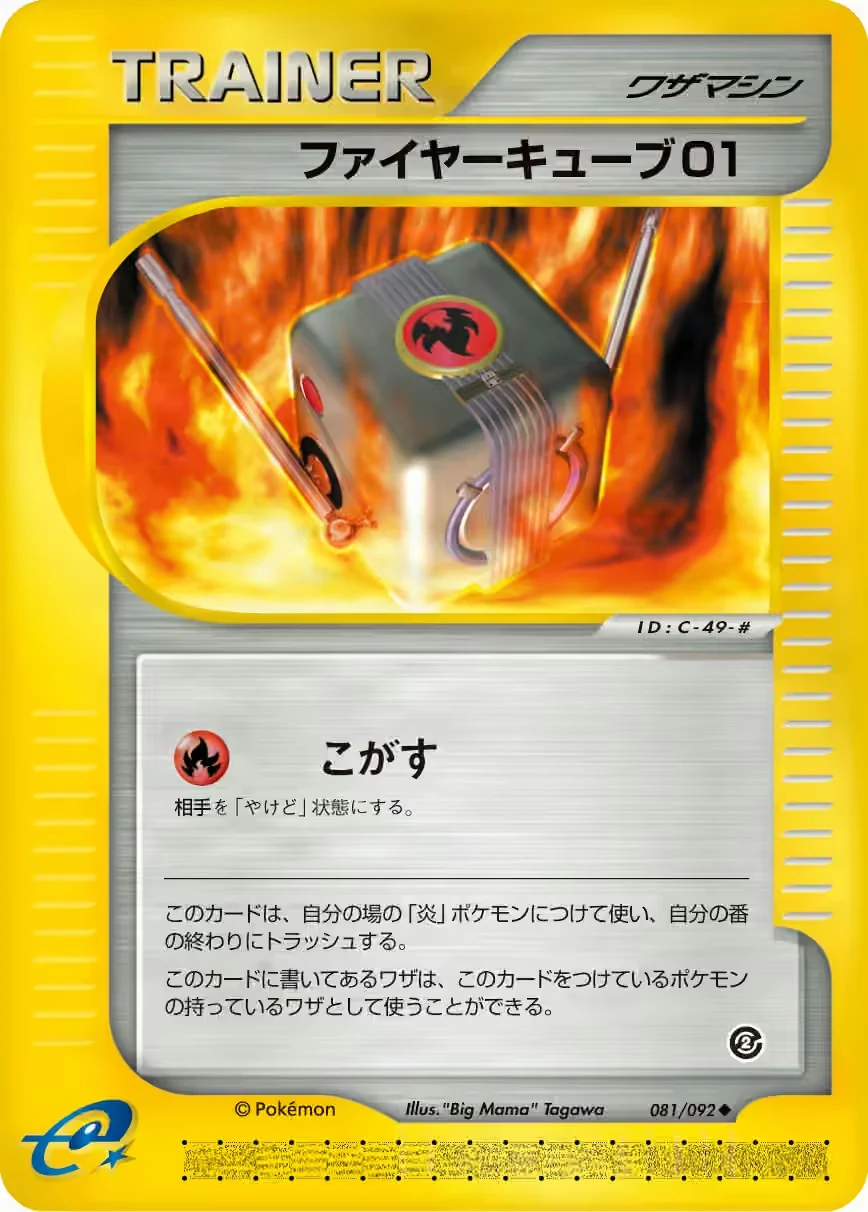 TRAINER
ワザマシン
ファイヤーキューブ01
ID:C-49-#
こがす
相手を「やけど」状態にする。
このカードは、自分の場の「炎」ポケモンにつけて使い、自分の番
の終わりにトラッシュする。
このカードに書いてあるワザは、このカードをつけているポケモン
の持っているワザとして使うことができる。
2
© Pokémon
Illus."Big Mama" Tagawa
081/092◆
e